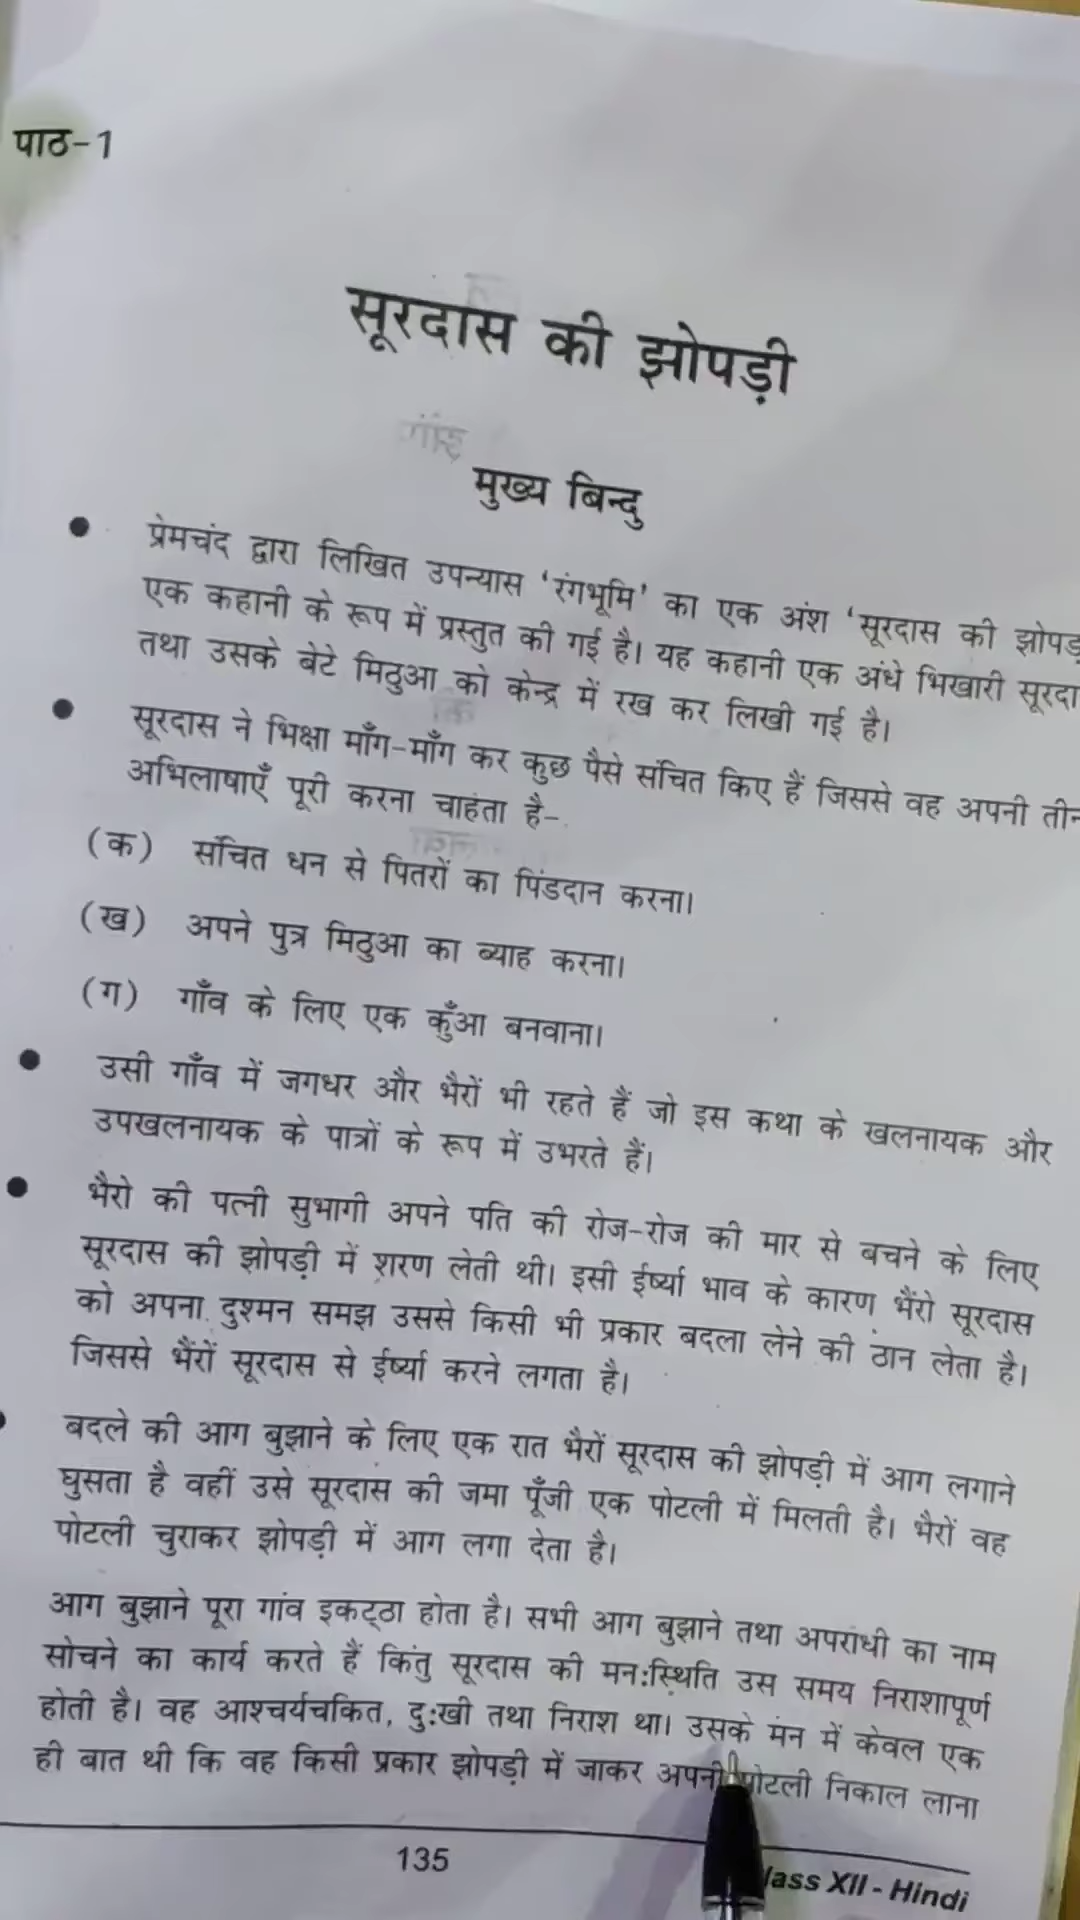 पाठ-1
सूरदास की झोपड़ी
मुख्य बिन्दु
● प्रेमचंद द्वारा लिखित उपन्यास ‘रंगभूमि’ का एक अंश ‘सूरदास की झोपड़
एक कहानी के रूप में प्रस्तुत की गई है। यह कहानी एक अंधे भिखारी सूरदा
तथा उसके बेटे मिठुआ को केन्द्र में रख कर लिखी गई है।
● सूरदास ने भिक्षा माँग-माँग कर कुछ पैसे संचित किए हैं जिससे वह अपनी तीन
अभिलाषाएँ पूरी करना चाहंता है-
(क) संचित धन से पितरों का पिंडदान करना।
(ख) अपने पुत्र मिठुआ का ब्याह करना।
(ग) गाँव के लिए एक कुँआ बनवाना।
● उसी गाँव में जगधर और भैरों भी रहते हैं जो इस कथा के खलनायक और
उपखलनायक के पात्रों के रूप में उभरते हैं।
● भैरो की पत्नी सुभागी अपने पति की रोज-रोज की मार से बचने के लिए
सूरदास की झोपड़ी में शरण लेती थी। इसी ईर्ष्या भाव के कारण भैंरो सूरदास
को अपना दुश्मन समझ उससे किसी भी प्रकार बदला लेने की ठान लेता है।
जिससे भैंरों सूरदास से ईर्ष्या करने लगता है।
● बदले की आग बुझाने के लिए एक रात भैरों सूरदास की झोपड़ी में आग लगाने
घुसता है वहीं उसे सूरदास की जमा पूँजी एक पोटली में मिलती है। भैरों वह
पोटली चुराकर झोपड़ी में आग लगा देता है।
आग बुझाने पूरा गांव इकट्ठा होता है। सभी आग बुझाने तथा अपराधी का नाम
सोचने का कार्य करते हैं किंतु सूरदास की मन:स्थिति उस समय निराशापूर्ण
होती है। वह आश्चर्यचकित, दु:खी तथा निराश था। उसके मन में केवल एक
ही बात थी कि वह किसी प्रकार झोपड़ी में जाकर अपनी पोटली निकाल लाना
135
lass XII - Hindi